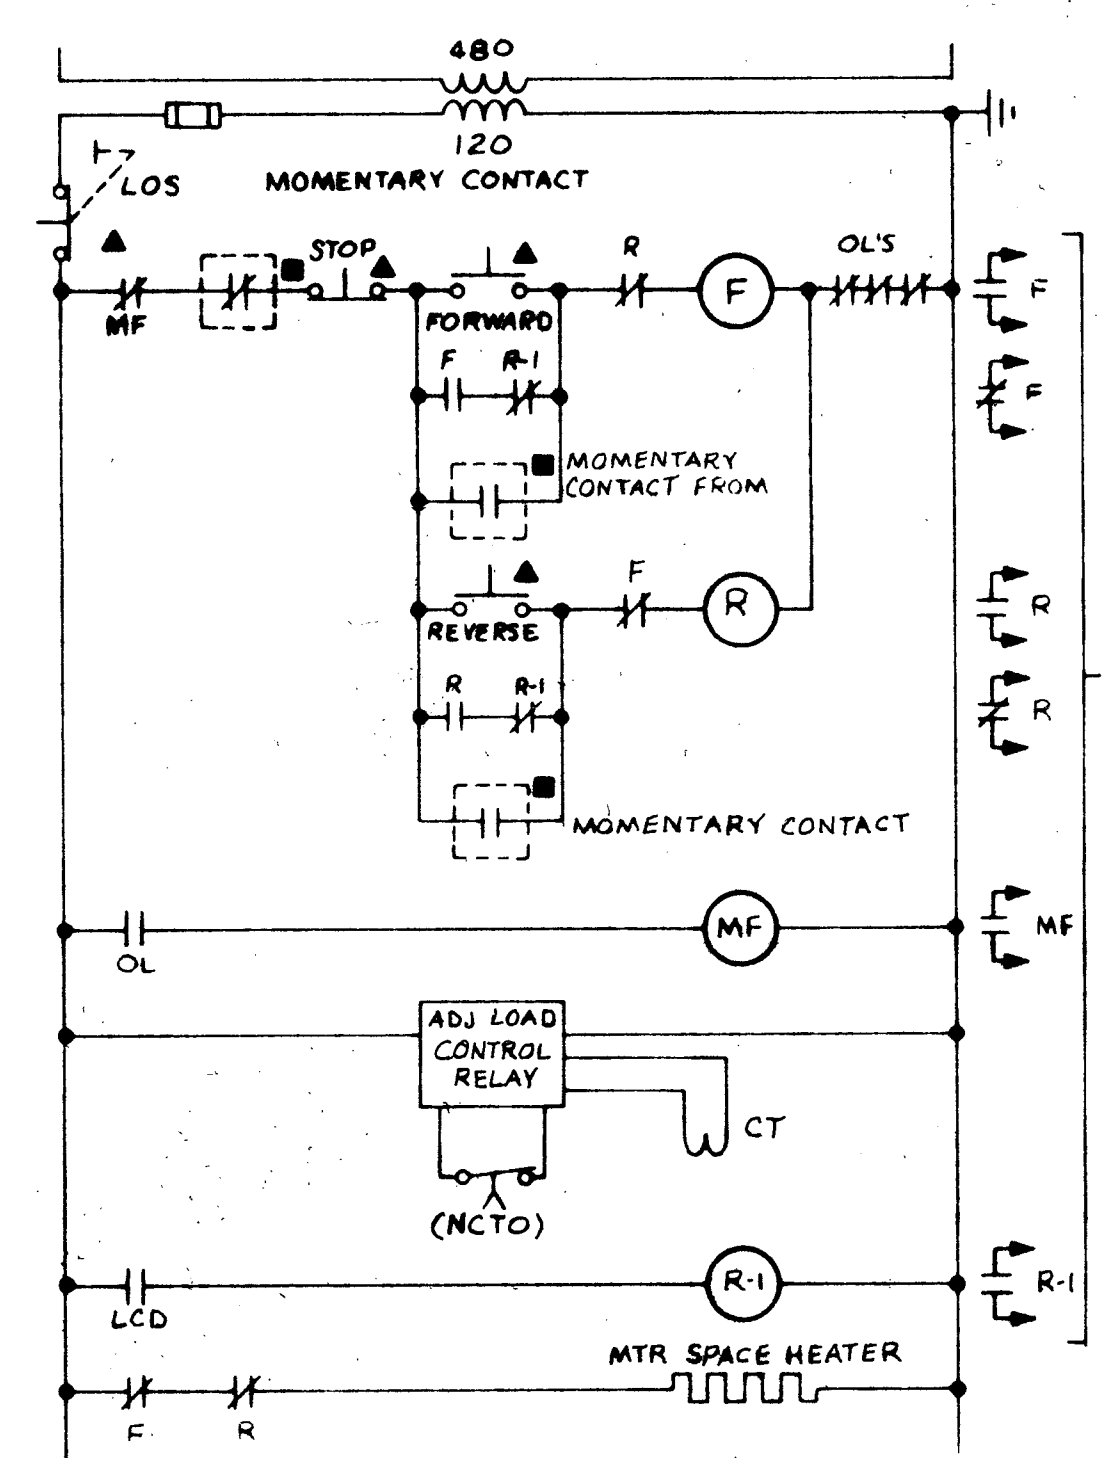 480
120
LOS
MOMENTARY CONTACT
STOP
R
OL'S
MF
FORWARD
F
F
F
R-1
F
MOMENTARY
CONTACT FROM
F
REVERSE
R
R
R
R-1
R
MOMENTARY CONTACT
OL
MF
MF
ADJ LOAD
CONTROL
RELAY
CT
(NCTO)
LCD
R-1
R-1
MTR SPACE HEATER
F
R